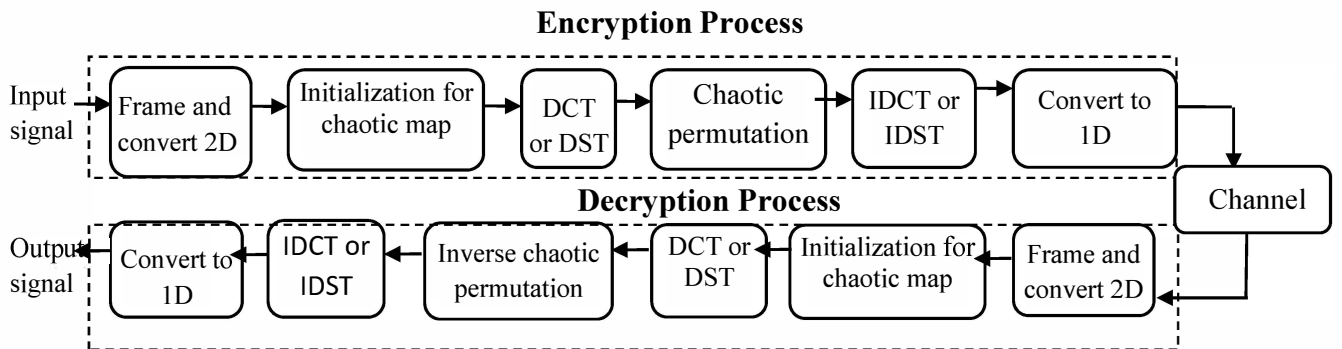 Encryption Process
Input
signal
Frame and
convert 2D
Initialization for
chaotic map
DCT
or DST
Chaotic
permutation
IDCT or
IDST
Convert to
1D
Channel
Decryption Process
Frame and
convert 2D
Initialization for
chaotic map
DCT or
DST
Inverse chaotic
permutation
IDCT or
IDST
Convert to
1D
Output
signal